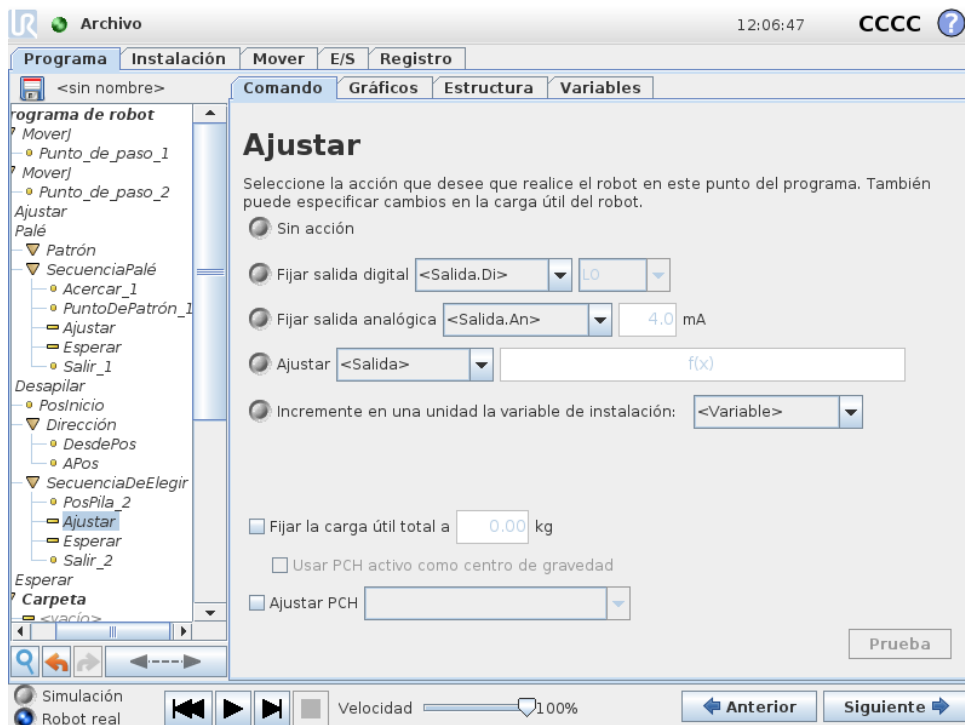 UR Archivo 12:06:47 CCCC ?
Programa Instalación Mover E/S Registro
<sin nombre> Comando Gráficos Estructura Variables
rograma de robot
MoverJ
Punto_de_paso_1
MoverJ
Punto_de_paso_2
Ajustar
Palé
Patrón
SecuenciaPalé
Acercar_1
PuntoDePatrón_1
Ajustar
Esperar
Salir_1
Desapilar
PosInicio
Dirección
DesdePos
APos
SecuenciaDeElegir
PosPila_2
Ajustar
Esperar
Salir_2
Esperar
Carpeta
<vacío>
Ajustar
Seleccione la acción que desee que realice el robot en este punto del programa. También
puede especificar cambios en la carga útil del robot.
Sin acción
Fijar salida digital <Salida.Di> LO
Fijar salida analógica <Salida.An> 4.0 mA
Ajustar <Salida> f(x)
Incremente en una unidad la variable de instalación: <Variable>
Fijar la carga útil total a 0.00 kg
Usar PCH activo como centro de gravedad
Ajustar PCH
Prueba
Simulación
Robot real
Velocidad 100%
Anterior Siguiente